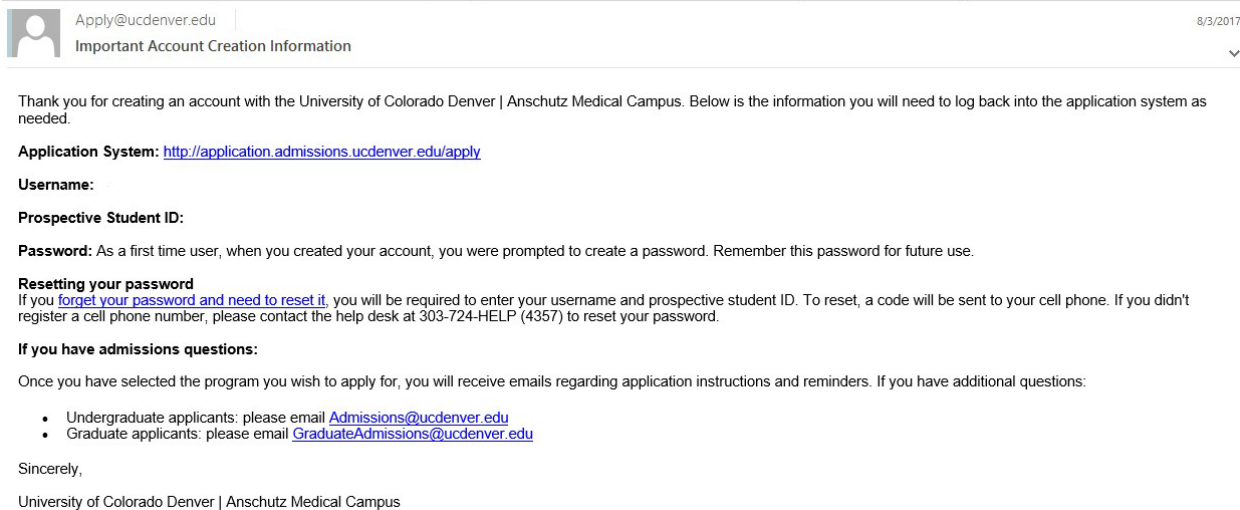 Apply@ucdenver.edu
8/3/2017
Important Account Creation Information
Thank you for creating an account with the University of Colorado Denver | Anschutz Medical Campus. Below is the information you will need to log back into the application system as
needed.
Application System: http://application.admissions.ucdenver.edu/apply
Username:
Prospective Student ID:
Password: As a first time user, when you created your account, you were prompted to create a password. Remember this password for future use.
Resetting your password
If you forget your password and need to reset it, you will be required to enter your username and prospective student ID. To reset, a code will be sent to your cell phone. If you didn't
register a cell phone number, please contact the help desk at 303-724-HELP (4357) to reset your password.
If you have admissions questions:
Once you have selected the program you wish to apply for, you will receive emails regarding application instructions and reminders. If you have additional questions:
• Undergraduate applicants: please email Admissions@ucdenver.edu
• Graduate applicants: please email GraduateAdmissions@ucdenver.edu
Sincerely,
University of Colorado Denver | Anschutz Medical Campus